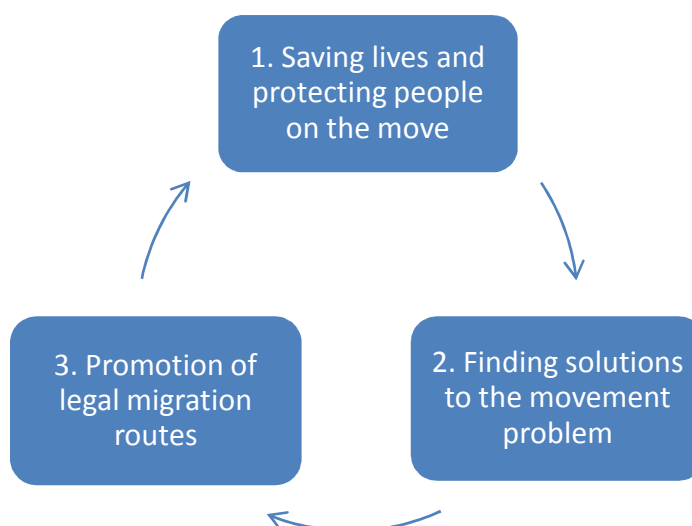 1. Saving lives and
protecting people
on the move
2. Finding solutions
to the movement
problem
3. Promotion of
legal migration
routes